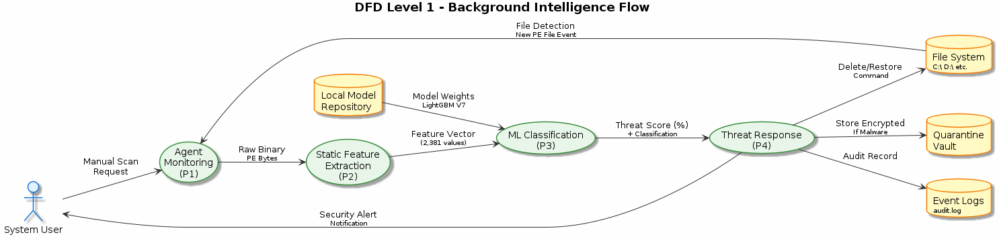 DFD Level 1 - Background Intelligence Flow
File Detection
New PE File Event
File System
C:\ D:\ etc.
Delete/Restore
Command
Local Model
Repository
Model Weights
LightGBM V7
Feature Vector
(2,381 values)
ML Classification
(P3)
Threat Score (%)
+ Classification
Threat Response
(P4)
Store Encrypted
If Malware
Quarantine
Vault
Manual Scan
Request
Agent
Monitoring
(P1)
Raw Binary
PE Bytes
Static Feature
Extraction
(P2)
Audit Record
Event Logs
audit.log
Security Alert
Notification
System User